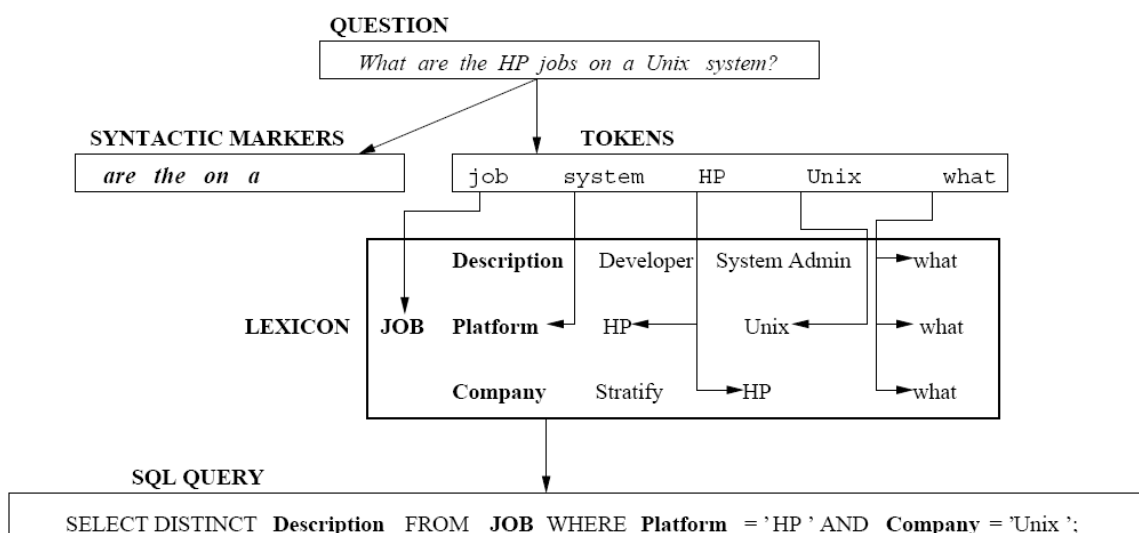 QUESTION
What are the HP jobs on a Unix system?
SYNTACTIC MARKERS TOKENS
are the on a
job system HP Unix what
Description Developer System Admin what
LEXICON JOB Platform HP Unix what
Company Stratify HP what
SQL QUERY
SELECT DISTINCT Description FROM JOB WHERE Platform = 'HP ' AND Company = 'Unix ';